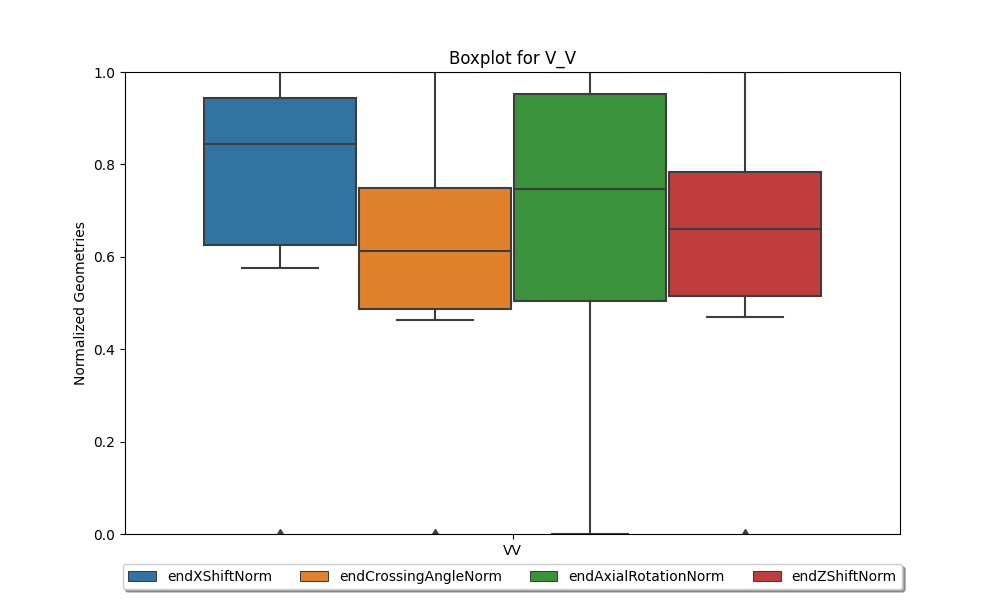 Boxplot for V_V
1.0
0.8
0.6
0.4
0.2
0.0
Normalized Geometries
VV
endXShiftNorm endCrossingAngleNorm endAxialRotationNorm endZShiftNorm